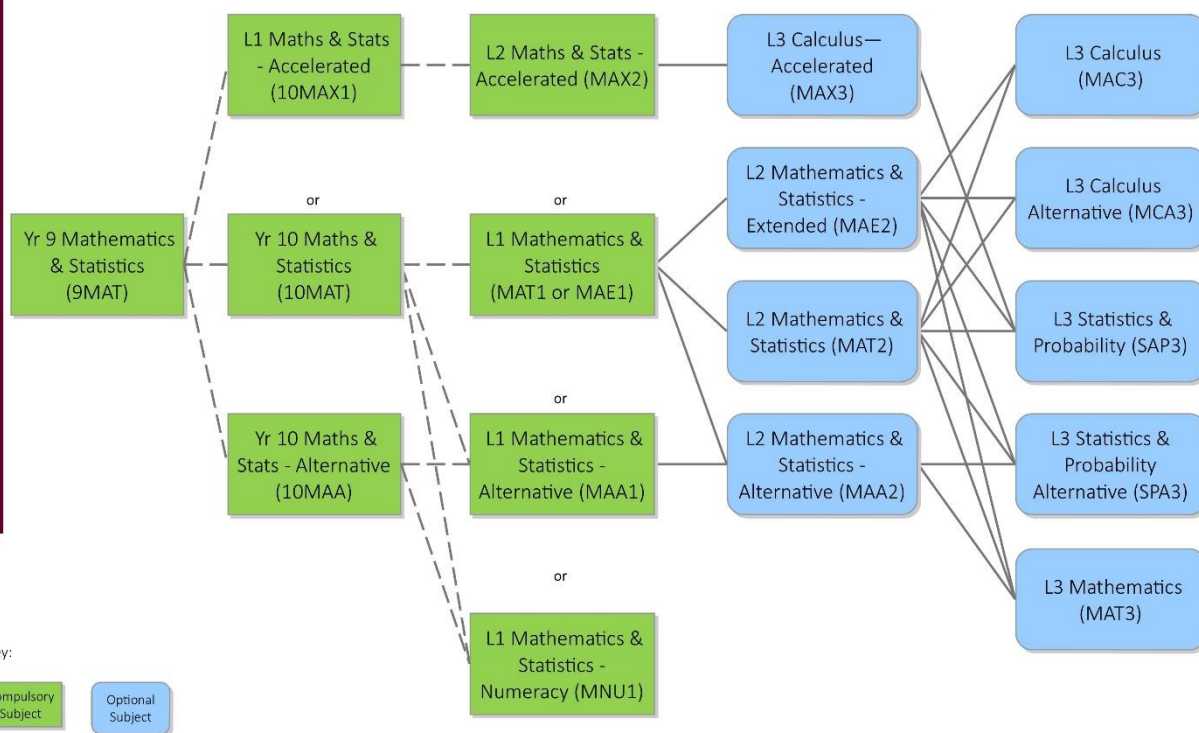 L1 Maths & Stats
- Accelerated
(10MAX1)
L2 Maths & Stats -
Accelerated (MAX2)
L3 Calculus—
Accelerated
(MAX3)
L3 Calculus
(MAC3)
or
or
Yr 9 Mathematics
& Statistics
(9MAT)
Yr 10 Maths &
Statistics
(10MAT)
L1 Mathematics &
Statistics
(MAT1 or MAE1)
L2 Mathematics &
Statistics -
Extended (MAE2)
L3 Calculus
Alternative (MCA3)
L2 Mathematics &
Statistics (MAT2)
L3 Statistics &
Probability (SAP3)
or
Yr 10 Maths &
Stats - Alternative
(10MAA)
L1 Mathematics &
Statistics -
Alternative (MAA1)
L2 Mathematics &
Statistics -
Alternative (MAA2)
L3 Statistics &
Probability
Alternative (SPA3)
or
L1 Mathematics &
Statistics -
Numeracy (MNU1)
L3 Mathematics
(MAT3)
ey:
ompulsory
Subject
Optional
Subject